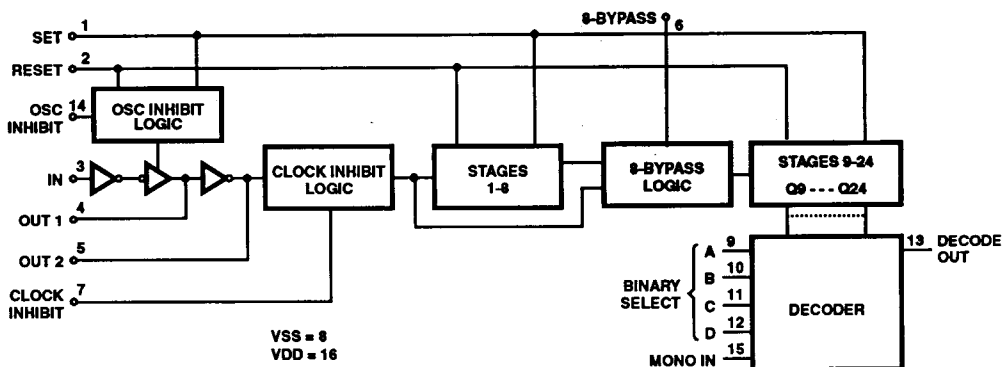 8-BYPASS 6
SET 1
RESET 2
OSC INHIBIT 14
OSC INHIBIT LOGIC
IN 3
CLOCK INHIBIT LOGIC
STAGES 1-8
8-BYPASS LOGIC
STAGES 9-24
Q9 - - - Q24
OUT 1 4
OUT 2 5
CLOCK INHIBIT 7
VSS = 8
VDD = 16
BINARY SELECT
A 9
B 10
C 11
D 12
MONO IN 15
DECODER
13 DECODE OUT